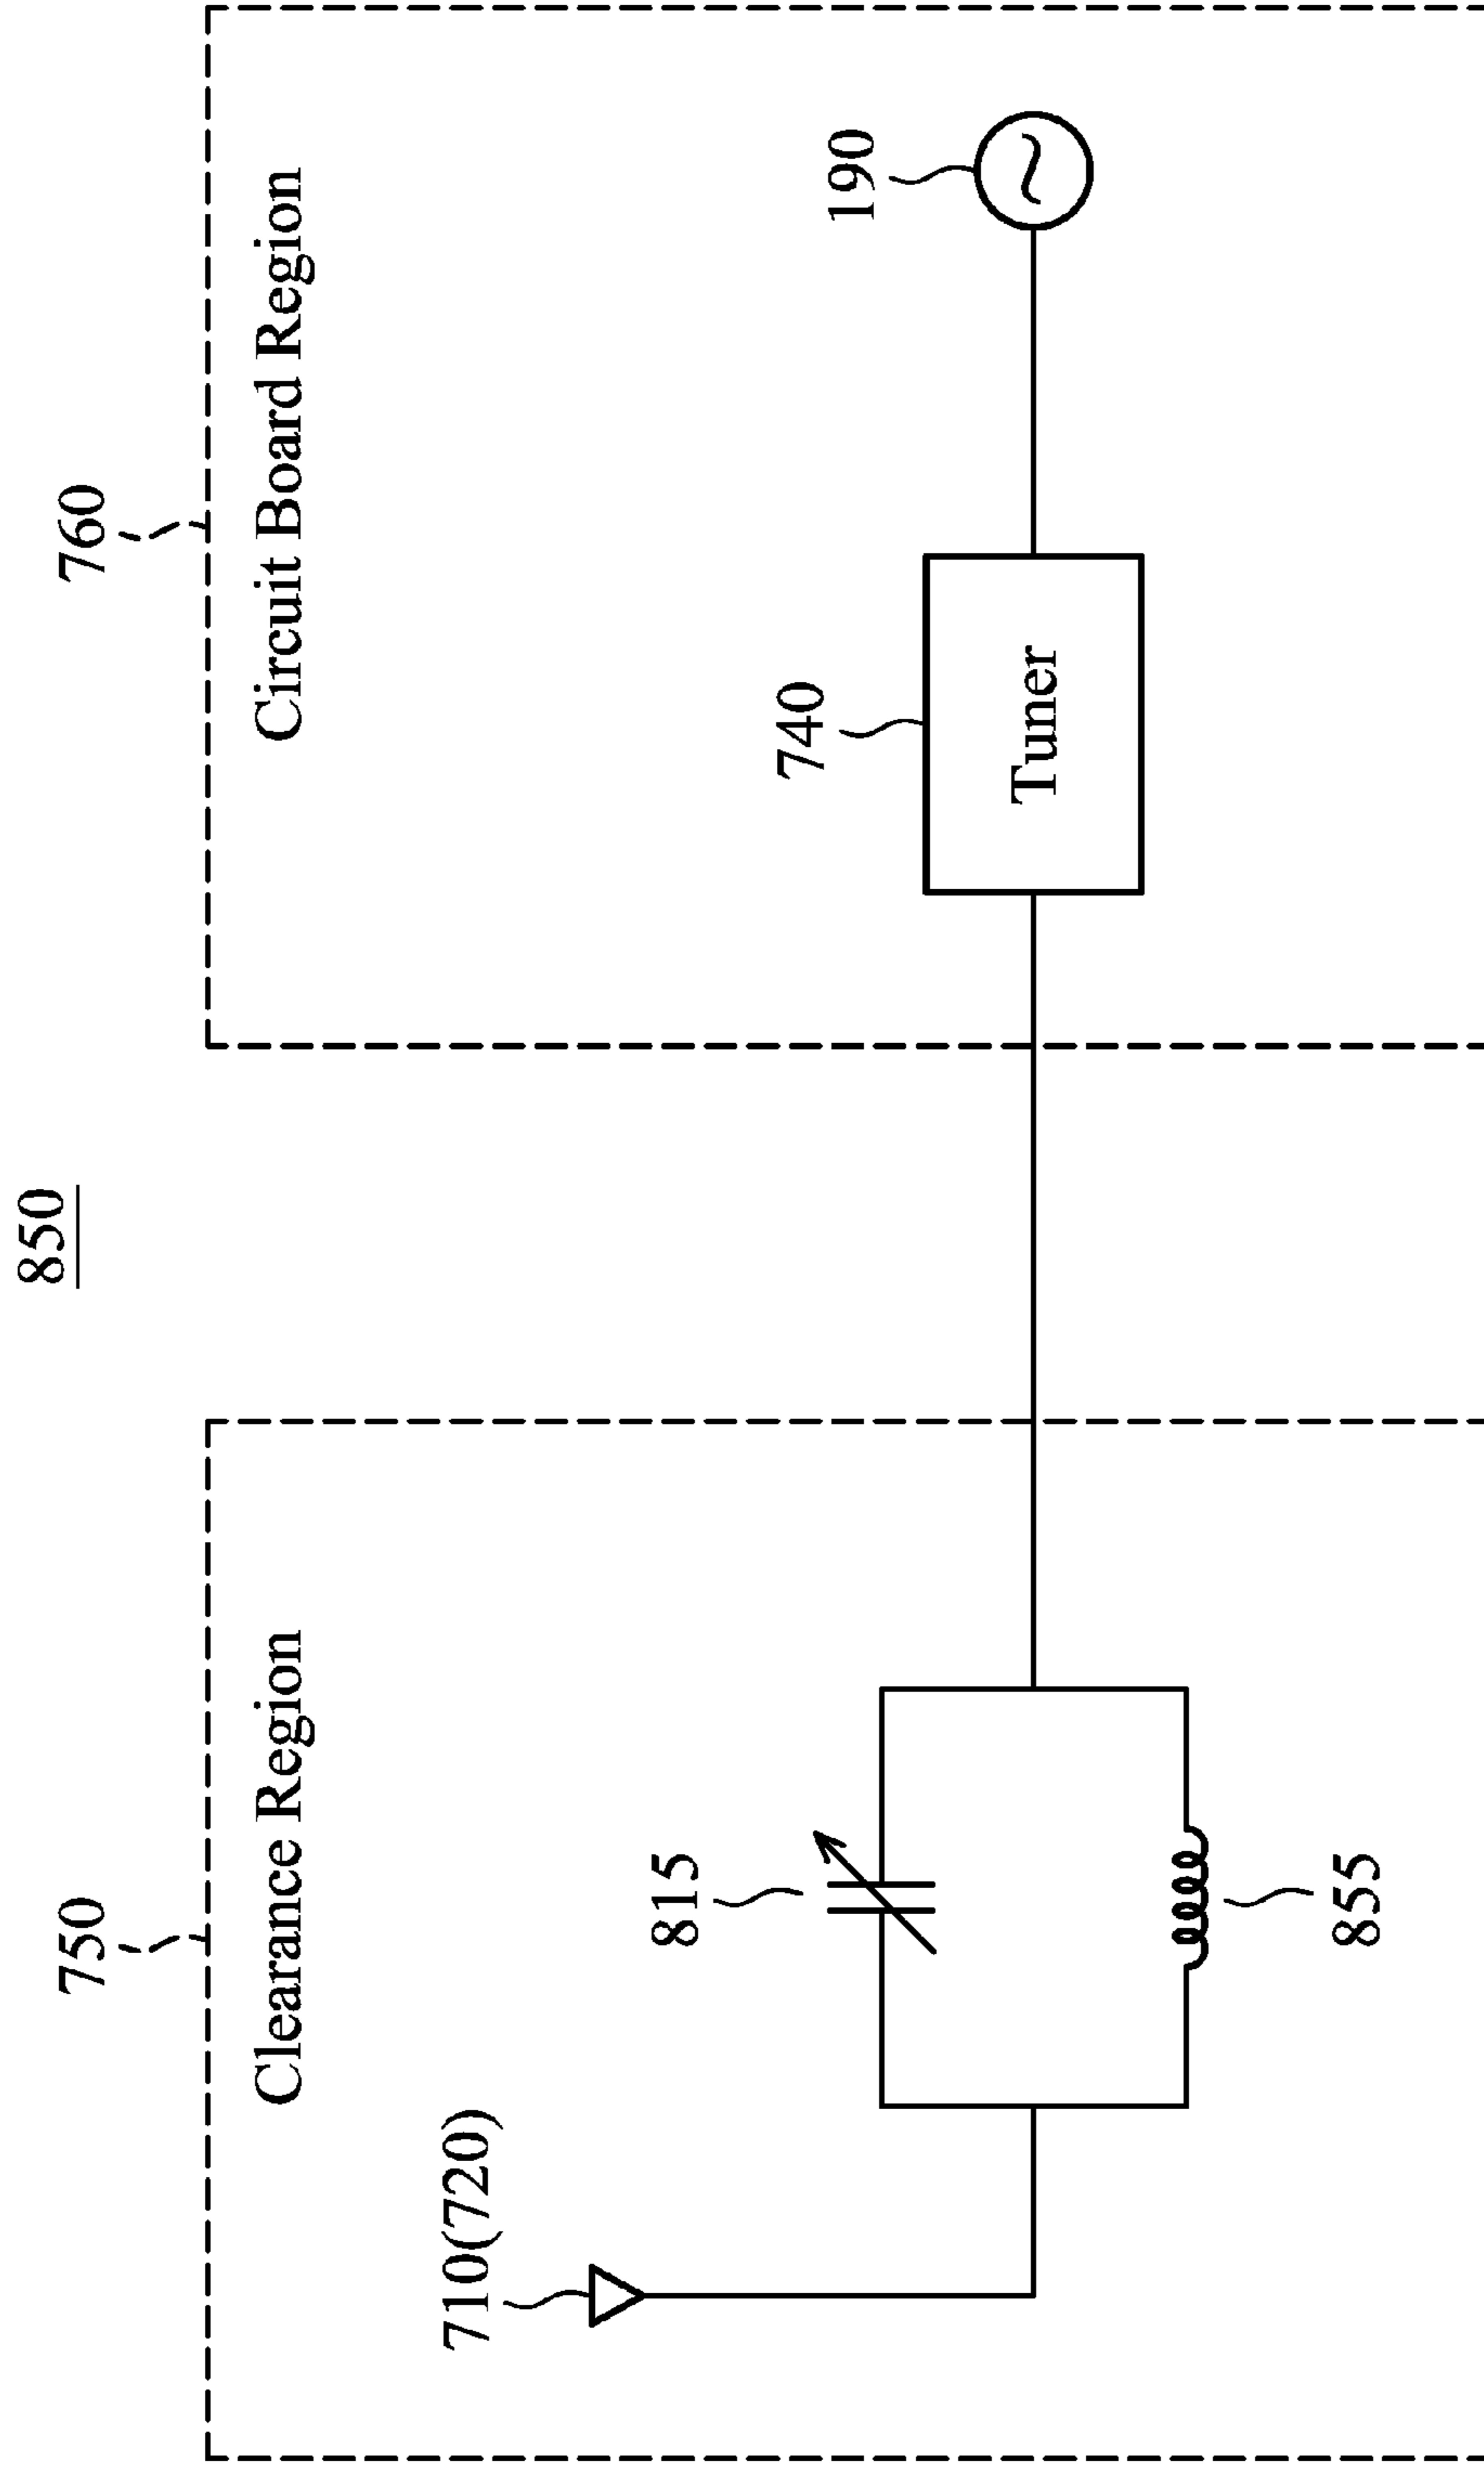 850
750
760
Clearance Region
Circuit Board Region
710(720)
815
740
190
Tuner
855